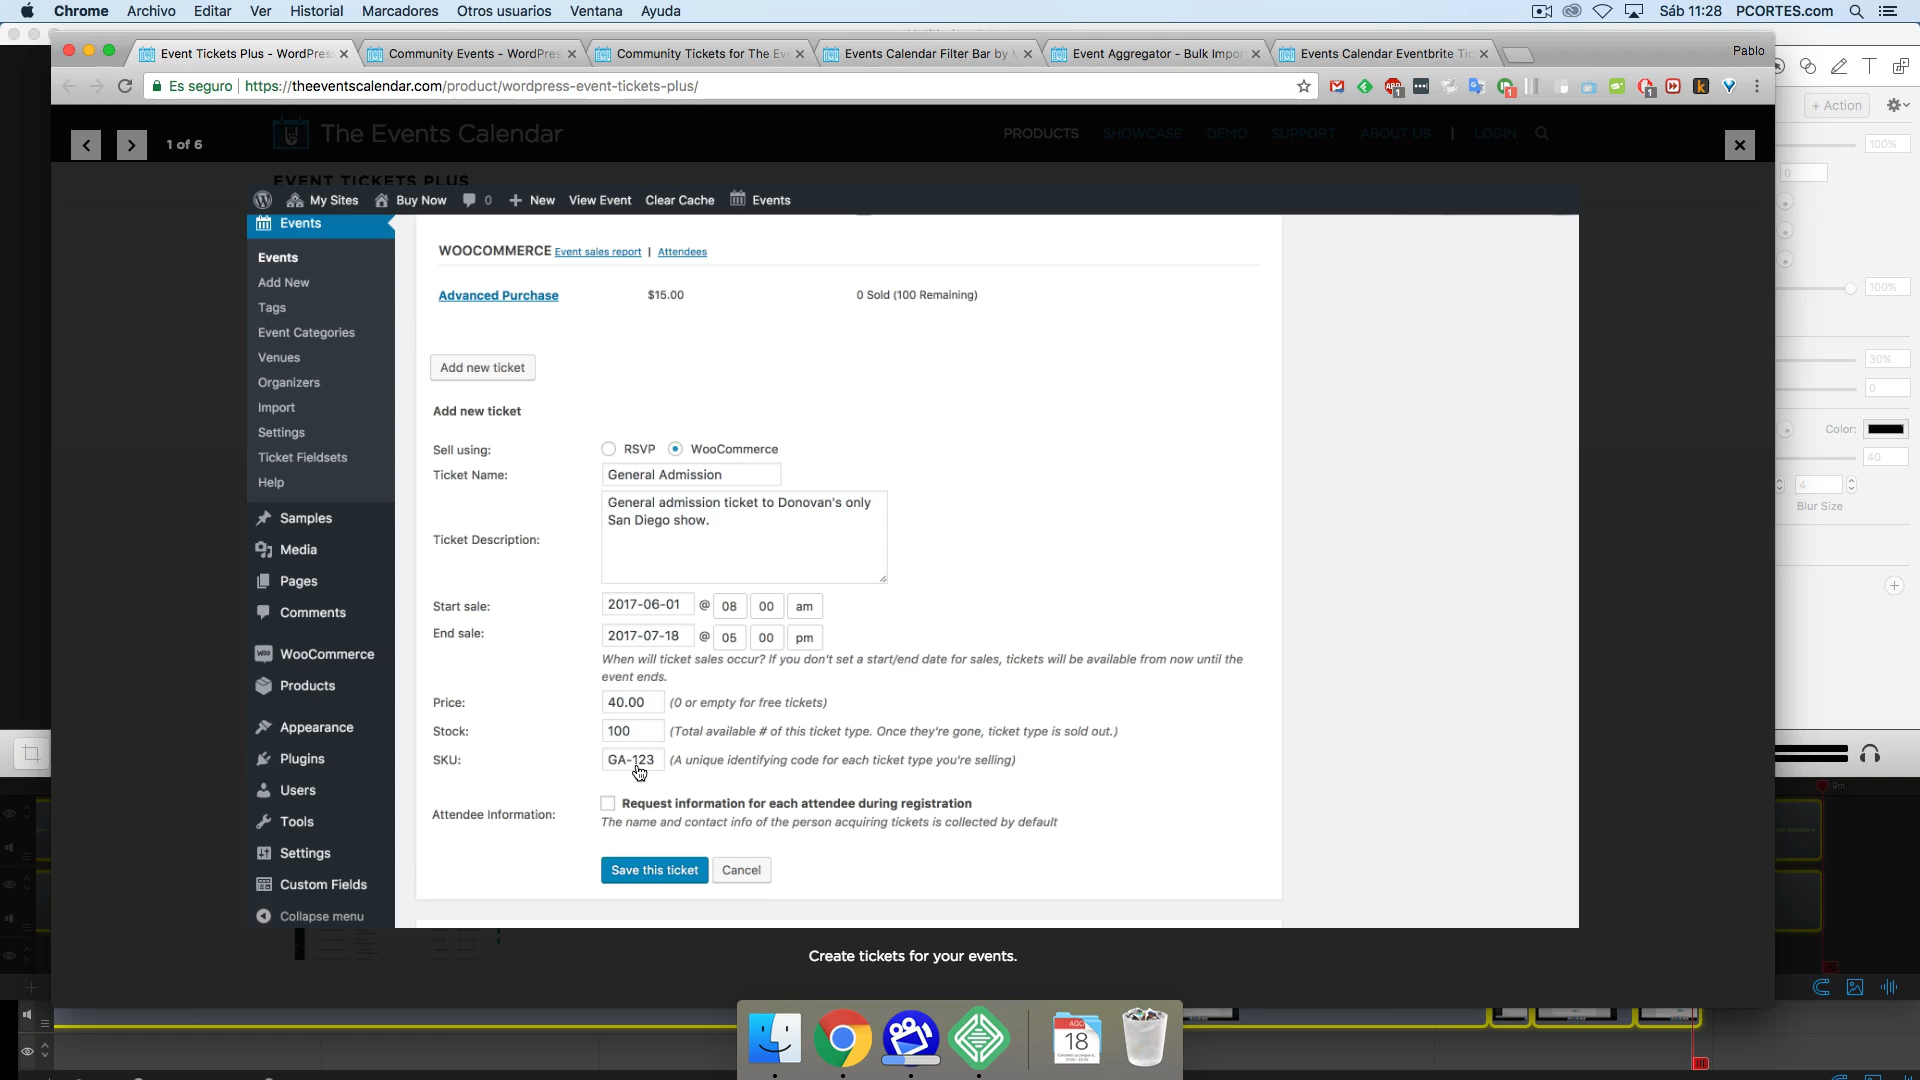 Chrome Archivo Editar Ver Historial Marcadores Otros usuarios Ventana Ayuda Sáb 11:28 PCORTES.com
Event Tickets Plus - WordPres Community Events - WordPres Community Tickets for The Eve Events Calendar Filter Bar by M Event Aggregator - Bulk Impor Events Calendar Eventbrite Tic Pablo
Es seguro https://theeventscalendar.com/product/wordpress-event-tickets-plus/
+ Action
1 of 6 The Events Calendar PRODUCTS SHOWCASE DEMO SUPPORT ABOUT US | LOGIN
100%
0
EVENT TICKETS PLUS
My Sites Buy Now 0 + New View Event Clear Cache Events
Events
WOOCOMMERCE Event sales report | Attendees
Events
Add New
Advanced Purchase $15.00 0 Sold (100 Remaining)
100%
Tags
Event Categories
Venues
30%
Add new ticket
Organizers
0
Import
Add new ticket
Settings
Color:
Sell using: RSVP WooCommerce
Ticket Fieldsets
40
Ticket Name: General Admission
Help
4
General admission ticket to Donovan's only
San Diego show.
Blur Size
Samples
Ticket Description:
Media
Pages
Start sale: 2017-06-01 @ 08 00 am
Comments
End sale: 2017-07-18 @ 05 00 pm
WooCommerce
When will ticket sales occur? If you don't set a start/end date for sales, tickets will be available from now until the
event ends.
Products
Price: 40.00 (0 or empty for free tickets)
Appearance
Stock: 100 (Total available # of this ticket type. Once they're gone, ticket type is sold out.)
Plugins
SKU: GA-123 (A unique identifying code for each ticket type you're selling)
Users
Request information for each attendee during registration
Attendee Information:
The name and contact info of the person acquiring tickets is collected by default
Tools
Settings
Save this ticket Cancel
Custom Fields
Collapse menu
Create tickets for your events.
AGO
18